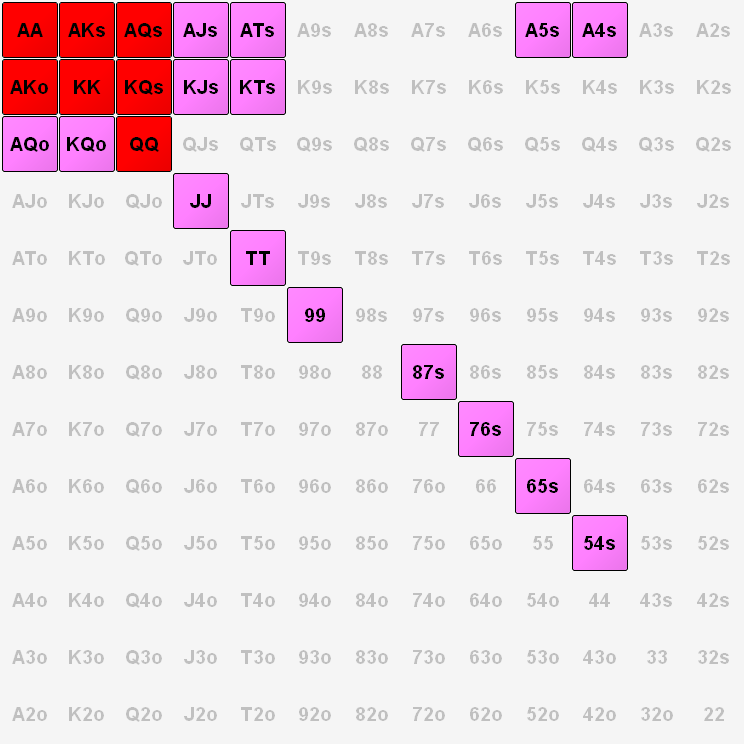 AA AKs AQs AJs ATs A9s A8s A7s A6s A5s A4s A3s A2s
AKo KK KQs KJs KTs K9s K8s K7s K6s K5s K4s K3s K2s
AQo KQo QQ QJs QTs Q9s Q8s Q7s Q6s Q5s Q4s Q3s Q2s
AJo KJo QJo JJ JTs J9s J8s J7s J6s J5s J4s J3s J2s
ATo KTo QTo JTo TT T9s T8s T7s T6s T5s T4s T3s T2s
A9o K9o Q9o J9o T9o 99 98s 97s 96s 95s 94s 93s 92s
A8o K8o Q8o J8o T8o 98o 88 87s 86s 85s 84s 83s 82s
A7o K7o Q7o J7o T7o 97o 87o 77 76s 75s 74s 73s 72s
A6o K6o Q6o J6o T6o 96o 86o 76o 66 65s 64s 63s 62s
A5o K5o Q5o J5o T5o 95o 85o 75o 65o 55 54s 53s 52s
A4o K4o Q4o J4o T4o 94o 84o 74o 64o 54o 44 43s 42s
A3o K3o Q3o J3o T3o 93o 83o 73o 63o 53o 43o 33 32s
A2o K2o Q2o J2o T2o 92o 82o 72o 62o 52o 42o 32o 22